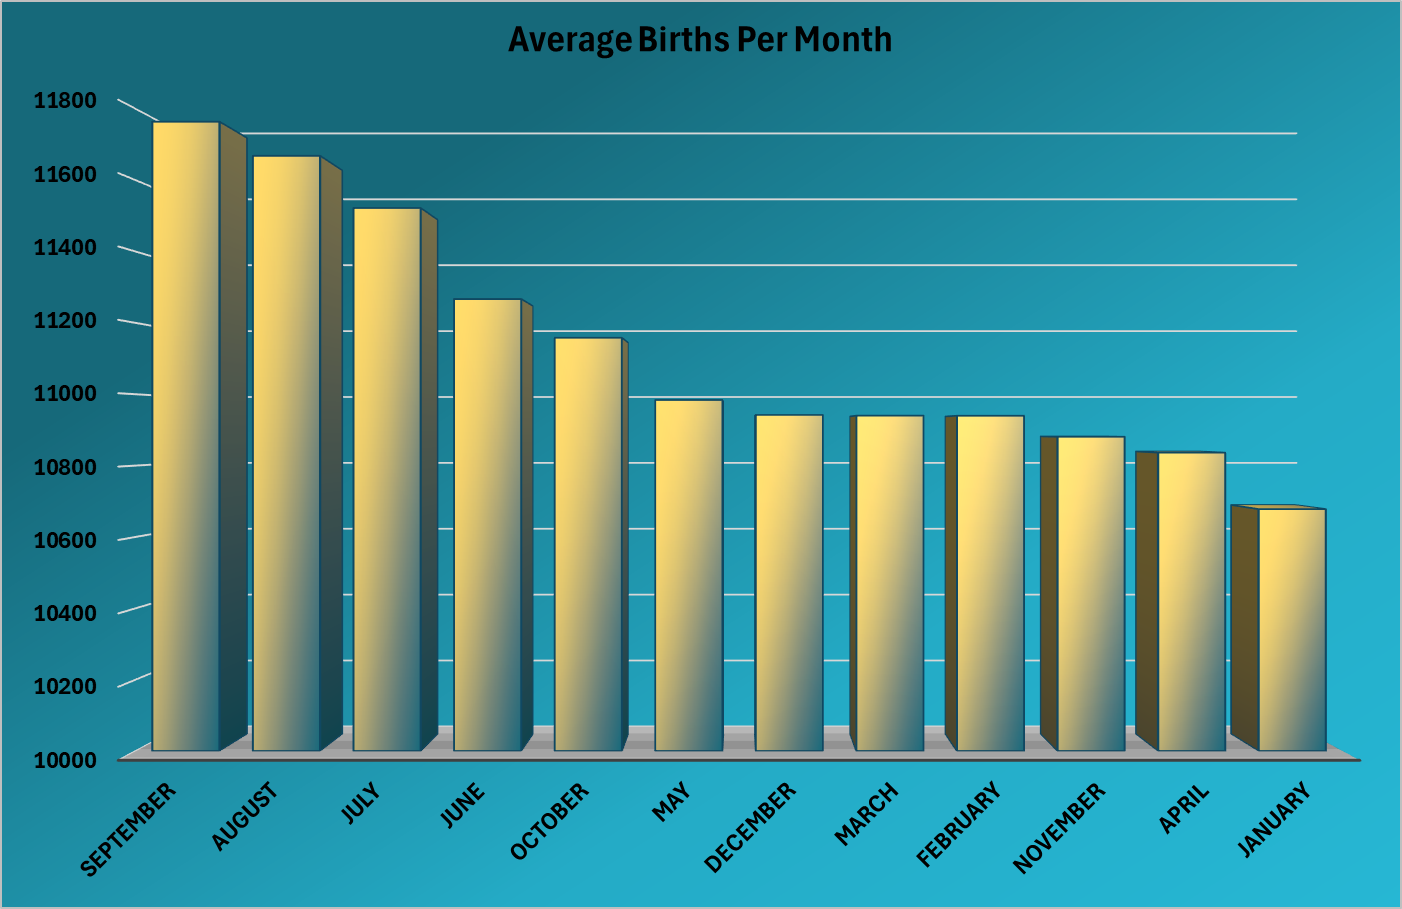 Average Births Per Month
11800
11600
11400
11200
11000
10800
10600
10400
10200
10000
SEPTEMBER
AUGUST
JULY
JUNE
OCTOBER
MAY
DECEMBER
MARCH
FEBRUARY
NOVEMBER
APRIL
JANUARY